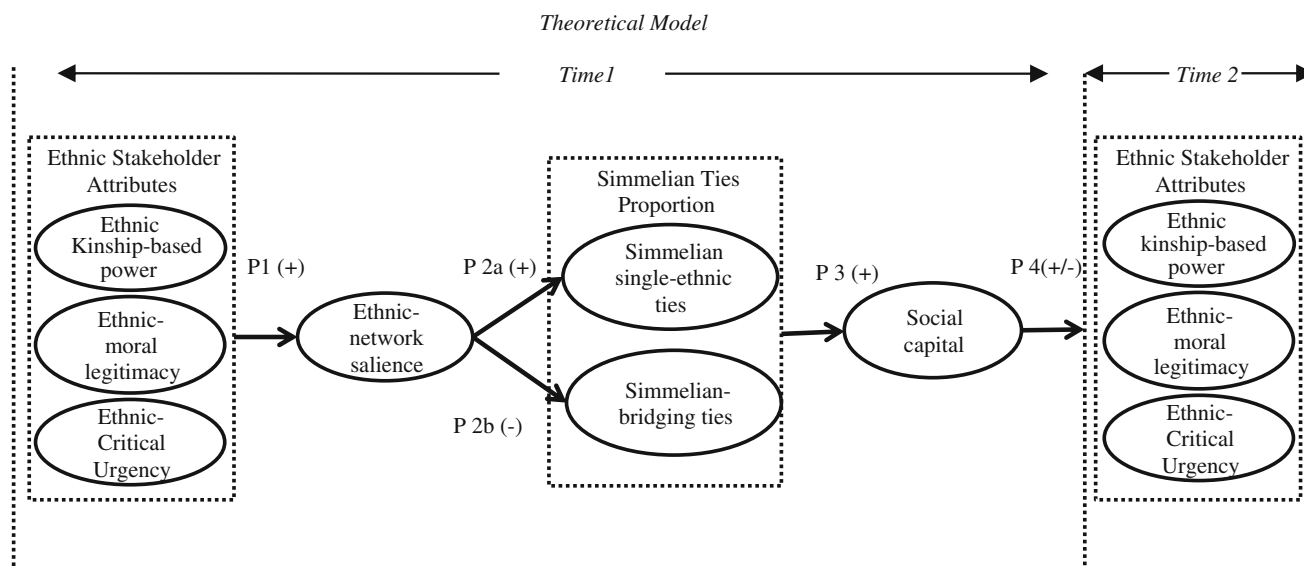 Theoretical Model
Time1
Time 2
Ethnic Stakeholder
Attributes
Ethnic
Kinship-based
power
Ethnic-
moral
legitimacy
Ethnic-
Critical
Urgency
P1 (+)
Ethnic-
network
salience
P 2a (+)
P 2b (-)
Simmelian Ties
Proportion
Simmelian
single-ethnic
ties
Simmelian-
bridging ties
P 3 (+)
Social
capital
P 4(+/-)
Ethnic Stakeholder
Attributes
Ethnic
kinship-based
power
Ethnic-
moral
legitimacy
Ethnic-
Critical
Urgency